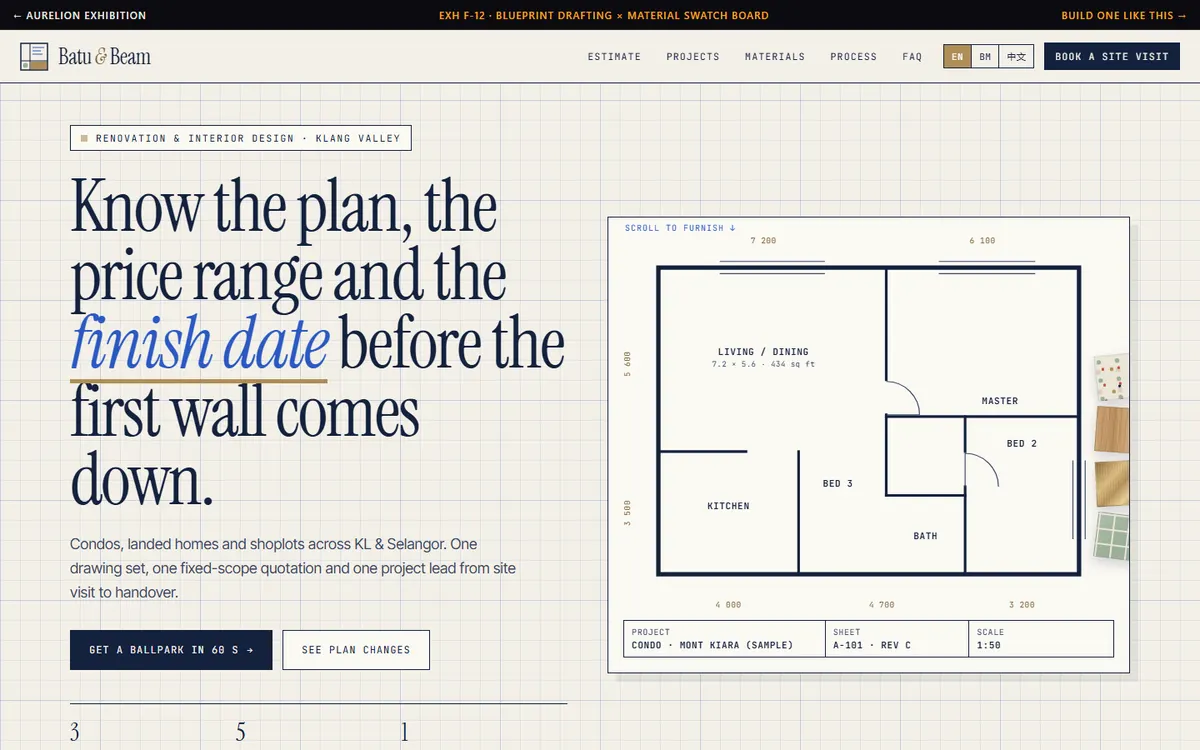 ← AURELION EXHIBITION
EXH F-12 · BLUEPRINT DRAFTING × MATERIAL SWATCH BOARD
BUILD ONE LIKE THIS →
Batu & Beam
ESTIMATE
PROJECTS
MATERIALS
PROCESS
FAQ
EN
BM
中文
BOOK A SITE VISIT
RENOVATION & INTERIOR DESIGN · KLANG VALLEY
Know the plan, the
price range and the
finish date before the
first wall comes
down.
Condos, landed homes and shoplots across KL & Selangor. One
drawing set, one fixed-scope quotation and one project lead from site
visit to handover.
GET A BALLPARK IN 60 S →
SEE PLAN CHANGES
3
5
1
SCROLL TO FURNISH ↓
7 200
6 100
5 600
LIVING / DINING
7.2 × 5.6 · 434 sq ft
MASTER
BED 2
BED 3
KITCHEN
3 500
BATH
4 000
4 700
3 200
PROJECT
CONDO · MONT KIARA (SAMPLE)
SHEET
A-101 · REV C
SCALE
1:50